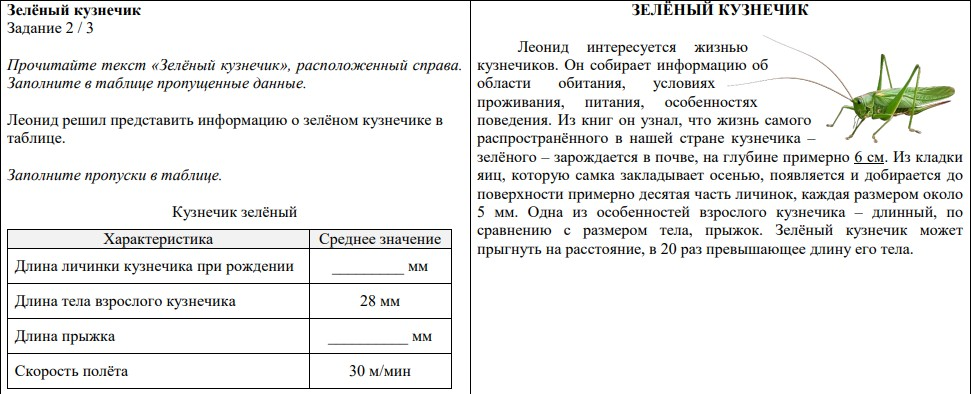 Зелёный кузнечик
Задание 2 / 3
Прочитайте текст «Зелёный кузнечик», расположенный справа.
Заполните в таблице пропущенные данные.
Леонид решил представить информацию о зелёном кузнечике в
таблице.
Заполните пропуски в таблице.
Кузнечик зелёный
Характеристика Среднее значение
Длина личинки кузнечика при рождении _________ мм
Длина тела взрослого кузнечика 28 мм
Длина прыжка __________ мм
Скорость полёта 30 м/мин
ЗЕЛЁНЫЙ КУЗНЕЧИК
Леонид интересуется жизнью
кузнечиков. Он собирает информацию об
области обитания, условиях
проживания, питания, особенностях
поведения. Из книг он узнал, что жизнь самого
распространённого в нашей стране кузнечика –
зелёного – зарождается в почве, на глубине примерно 6 см. Из кладки
яиц, которую самка закладывает осенью, появляется и добирается до
поверхности примерно десятая часть личинок, каждая размером около
5 мм. Одна из особенностей взрослого кузнечика – длинный, по
сравнению с размером тела, прыжок. Зелёный кузнечик может
прыгнуть на расстояние, в 20 раз превышающее длину его тела.